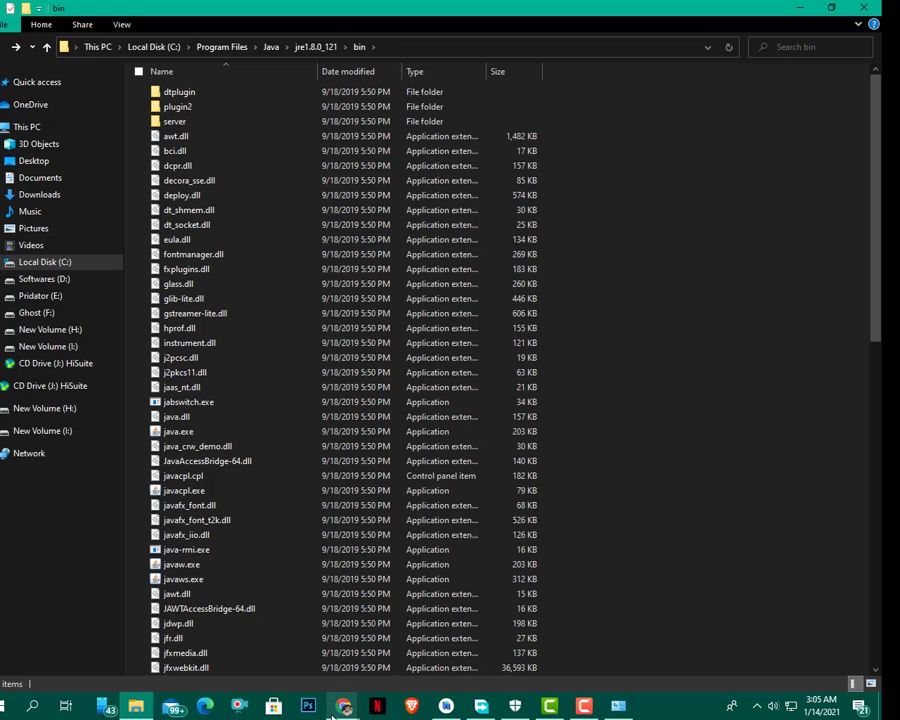 bin
File Home Share View
This PC Local Disk (C:) Program Files Java jre1.8.0_121 bin
Search bin
Name Date modified Type Size
Quick access
OneDrive
This PC
3D Objects
Desktop
Documents
Downloads
Music
Pictures
Videos
Local Disk (C:)
Softwares (D:)
Pridator (E:)
Ghost (F:)
New Volume (H:)
New Volume (I:)
CD Drive (J:) HiSuite
CD Drive (J:) HiSuite
New Volume (H:)
New Volume (I:)
Network
dtplugin 9/18/2019 5:50 PM File folder
plugin2 9/18/2019 5:50 PM File folder
server 9/18/2019 5:50 PM File folder
awt.dll 9/18/2019 5:50 PM Application exten... 1,482 KB
bci.dll 9/18/2019 5:50 PM Application exten... 17 KB
dcpr.dll 9/18/2019 5:50 PM Application exten... 157 KB
decora_sse.dll 9/18/2019 5:50 PM Application exten... 85 KB
deploy.dll 9/18/2019 5:50 PM Application exten... 574 KB
dt_shmem.dll 9/18/2019 5:50 PM Application exten... 30 KB
dt_socket.dll 9/18/2019 5:50 PM Application exten... 25 KB
eula.dll 9/18/2019 5:50 PM Application exten... 134 KB
fontmanager.dll 9/18/2019 5:50 PM Application exten... 269 KB
fxplugins.dll 9/18/2019 5:50 PM Application exten... 183 KB
glass.dll 9/18/2019 5:50 PM Application exten... 260 KB
glib-lite.dll 9/18/2019 5:50 PM Application exten... 446 KB
gstreamer-lite.dll 9/18/2019 5:50 PM Application exten... 606 KB
hprof.dll 9/18/2019 5:50 PM Application exten... 155 KB
instrument.dll 9/18/2019 5:50 PM Application exten... 121 KB
j2pcsc.dll 9/18/2019 5:50 PM Application exten... 19 KB
j2pkcs11.dll 9/18/2019 5:50 PM Application exten... 63 KB
jaas_nt.dll 9/18/2019 5:50 PM Application exten... 21 KB
jabswitch.exe 9/18/2019 5:50 PM Application 34 KB
java.dll 9/18/2019 5:50 PM Application exten... 157 KB
java.exe 9/18/2019 5:50 PM Application 203 KB
java_crw_demo.dll 9/18/2019 5:50 PM Application exten... 30 KB
JavaAccessBridge-64.dll 9/18/2019 5:50 PM Application exten... 140 KB
javacpl.cpl 9/18/2019 5:50 PM Control panel item 182 KB
javacpl.exe 9/18/2019 5:50 PM Application 79 KB
javafx_font.dll 9/18/2019 5:50 PM Application exten... 68 KB
javafx_font_t2k.dll 9/18/2019 5:50 PM Application exten... 526 KB
javafx_iio.dll 9/18/2019 5:50 PM Application exten... 126 KB
java-rmi.exe 9/18/2019 5:50 PM Application 16 KB
javaw.exe 9/18/2019 5:50 PM Application 203 KB
javaws.exe 9/18/2019 5:50 PM Application 312 KB
jawt.dll 9/18/2019 5:50 PM Application exten... 15 KB
JAWTAccessBridge-64.dll 9/18/2019 5:50 PM Application exten... 16 KB
jdwp.dll 9/18/2019 5:50 PM Application exten... 198 KB
jfr.dll 9/18/2019 5:50 PM Application exten... 27 KB
jfxmedia.dll 9/18/2019 5:50 PM Application exten... 137 KB
jfxwebkit.dll 9/18/2019 5:50 PM Application exten... 36,593 KB
items
43 99+ Ps N 3:05 AM
1/14/2021 21